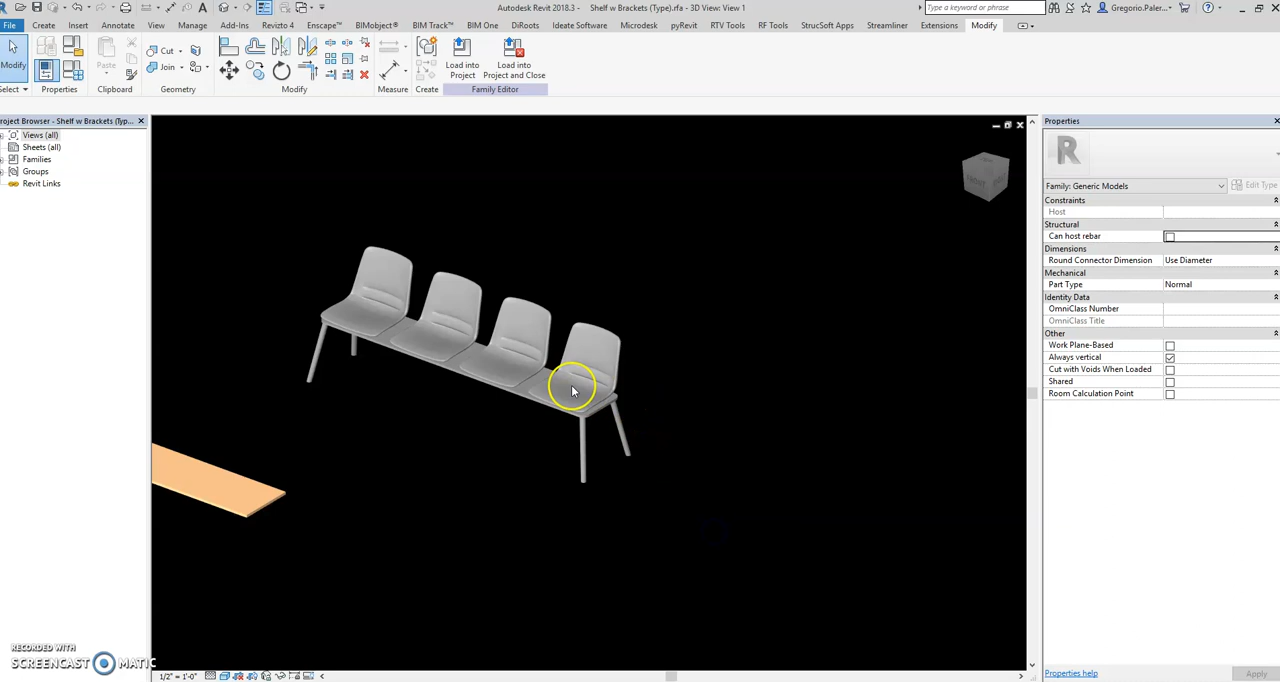 Autodesk Revit 2018.3 - Shelf w Brackets (Type).rfa - 3D View: View 1
Type a keyword or phrase
Gregorio.Paler...
File Create Insert Annotate View Manage Add-Ins Revizto 4 Enscape™ BIMobject® BIM Track™ DiRoots Ideate Software Microdesk pyRevit BIM One RTV Tools RF Tools StrucSoft Apps Streamliner Extensions Modify
Modify
Paste
Cut
Join
Load into
Project
Load into
Project and Close
Select Properties Clipboard Geometry Modify Measure Create Family Editor
roject Browser - Shelf w Brackets (Typ...
Views (all)
Sheets (all)
Families
Groups
Revit Links
FRONT
Properties
Family: Generic Models
Edit Type
Constraints
Host
Structural
Can host rebar
Dimensions
Round Connector Dimension Use Diameter
Mechanical
Part Type Normal
Identity Data
OmniClass Number
OmniClass Title
Other
Work Plane-Based
Always vertical
Cut with Voids When Loaded
Shared
Room Calculation Point
Properties help
Apply
1/2" = 1'-0"
RECORDED WITH
SCREENCAST MATIC